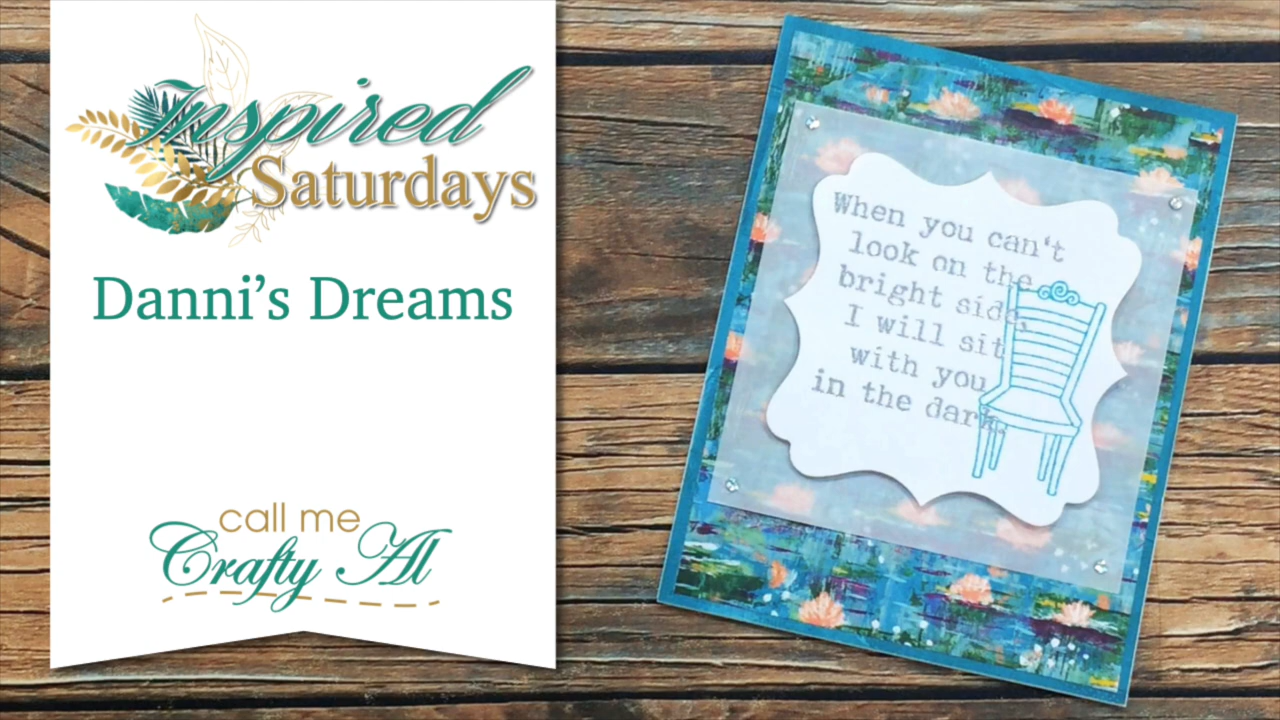 Inspired
Saturdays
Danni’s Dreams
call me
Crafty Al
When you can't
look on the
bright side,
I will sit
with you
in the dark.